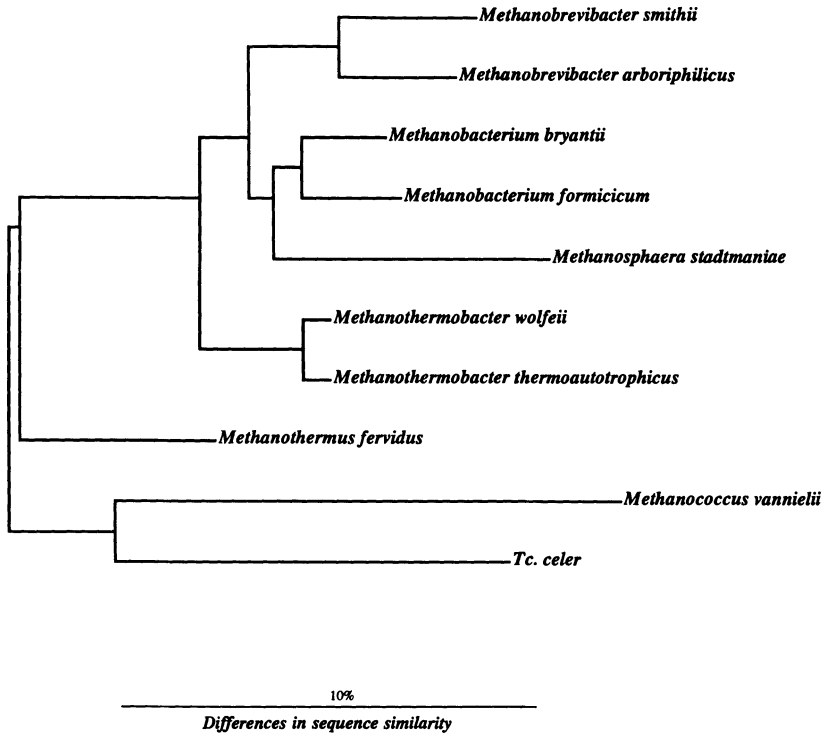 Methanobrevibacter smithii
Methanobrevibacter arboriphilicus
Methanobacterium bryantii
Methanobacterium formicicum
Methanosphaera stadtmaniae
Methanothermobacter wolfeii
Methanothermobacter thermoautotrophicus
Methanothermus fervidus
Methanococcus vannielii
Tc. celer
10%
Differences in sequence similarity